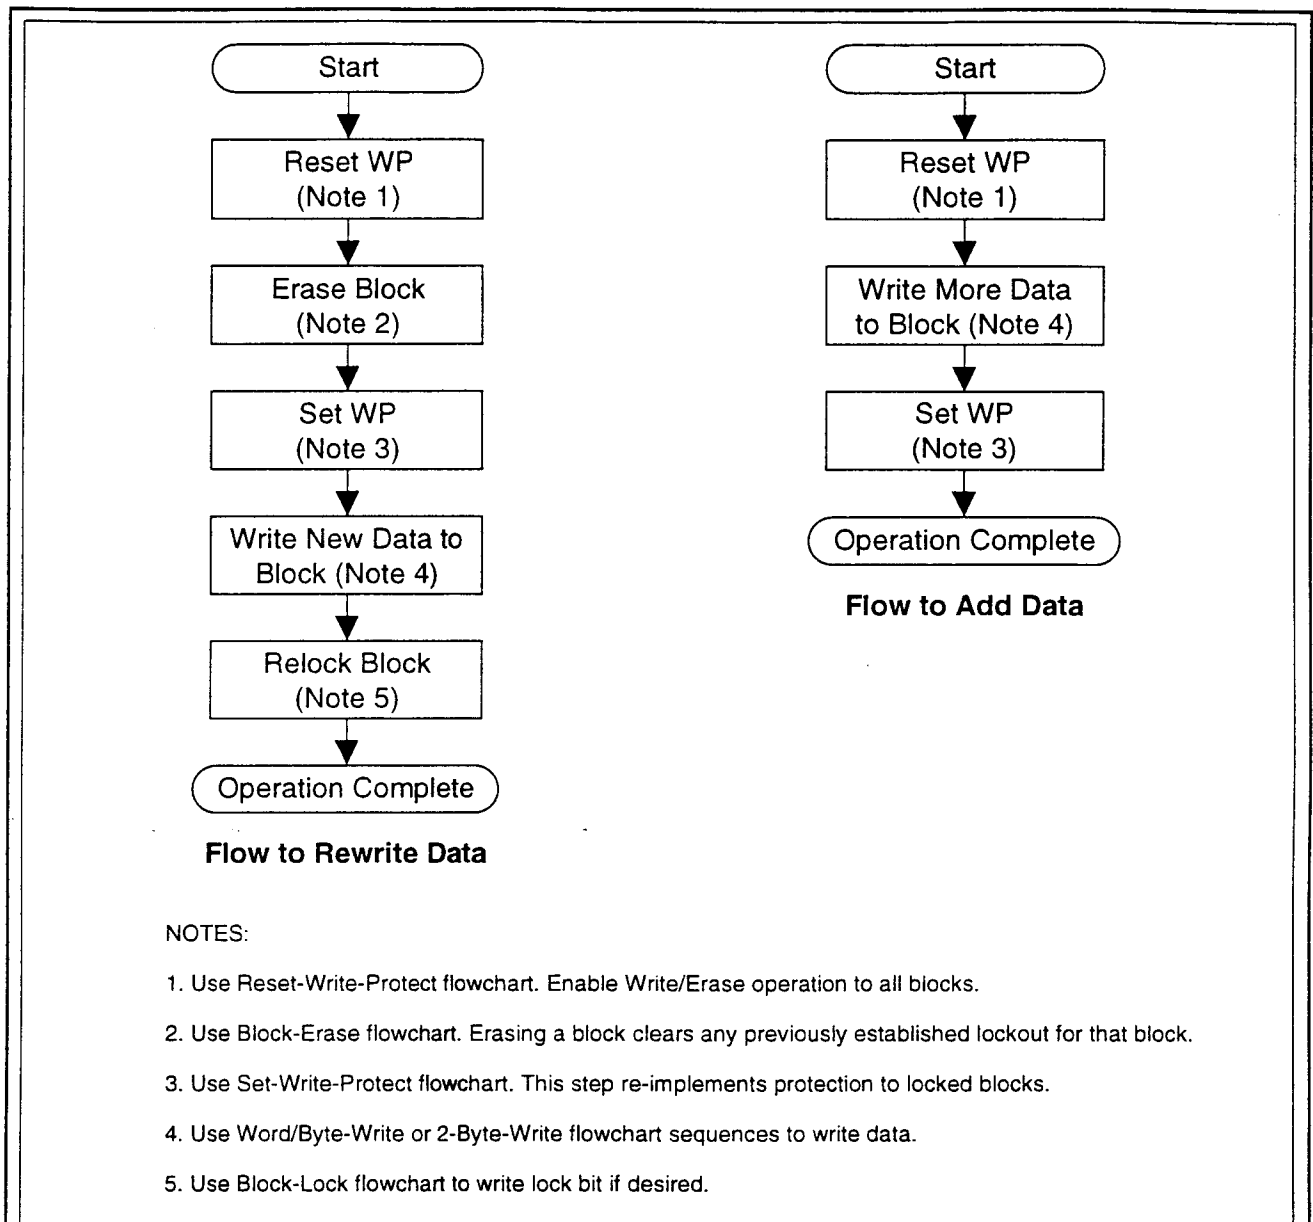 Start
Reset WP
(Note 1)
Erase Block
(Note 2)
Set WP
(Note 3)
Write New Data to
Block (Note 4)
Relock Block
(Note 5)
Operation Complete
Flow to Rewrite Data
Start
Reset WP
(Note 1)
Write More Data
to Block (Note 4)
Set WP
(Note 3)
Operation Complete
Flow to Add Data
NOTES:
1. Use Reset-Write-Protect flowchart. Enable Write/Erase operation to all blocks.
2. Use Block-Erase flowchart. Erasing a block clears any previously established lockout for that block.
3. Use Set-Write-Protect flowchart. This step re-implements protection to locked blocks.
4. Use Word/Byte-Write or 2-Byte-Write flowchart sequences to write data.
5. Use Block-Lock flowchart to write lock bit if desired.